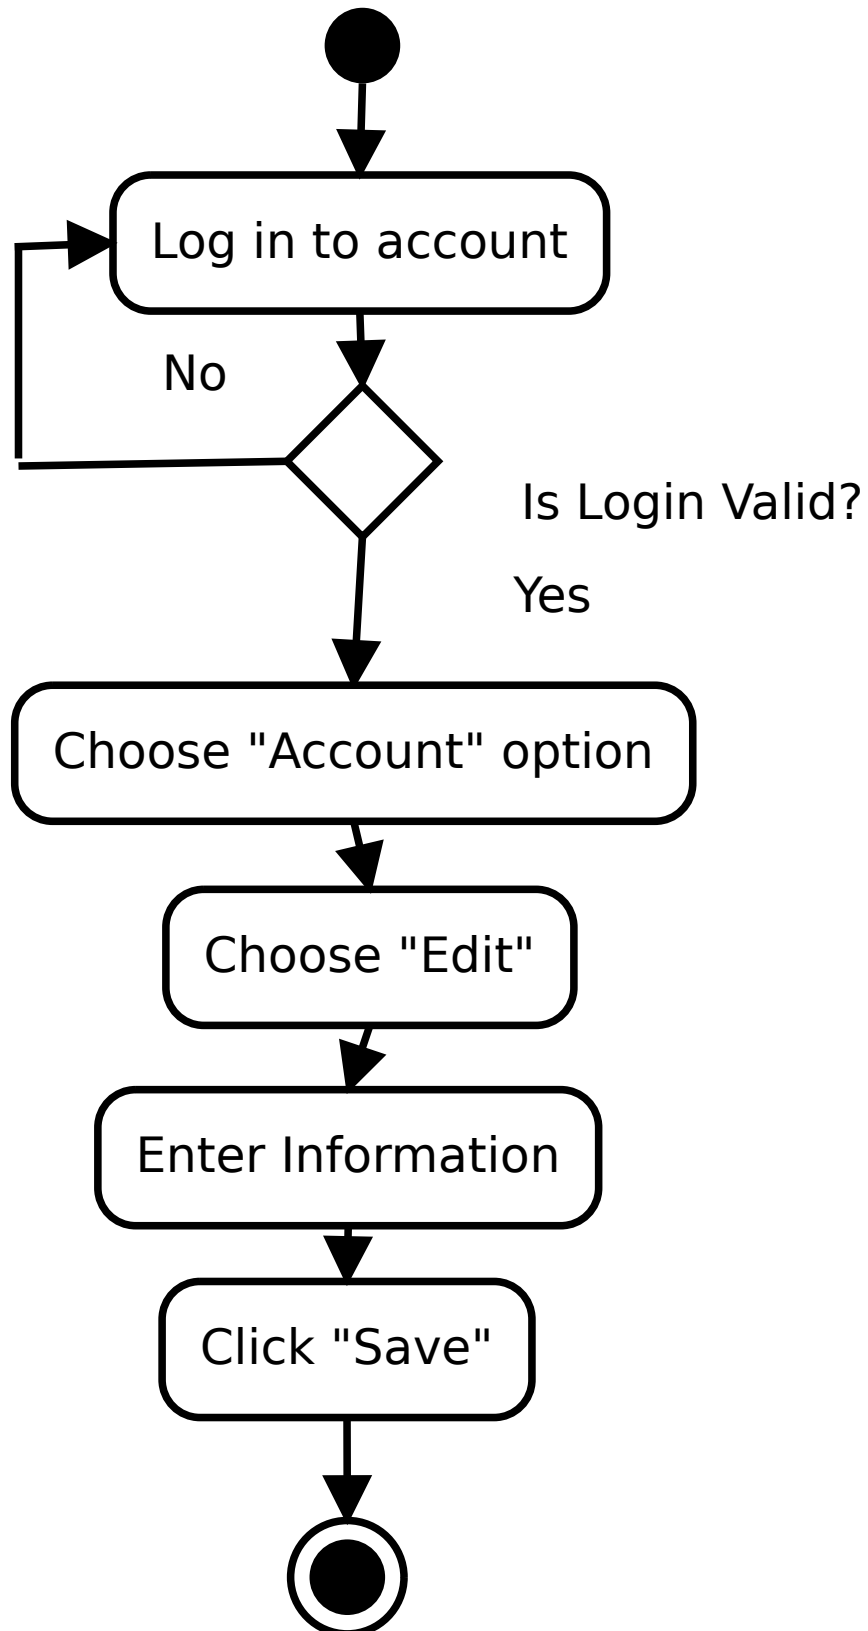 Log in to account
No
Is Login Valid?
Yes
Choose "Account" option
Choose "Edit"
Enter Information
Click "Save"